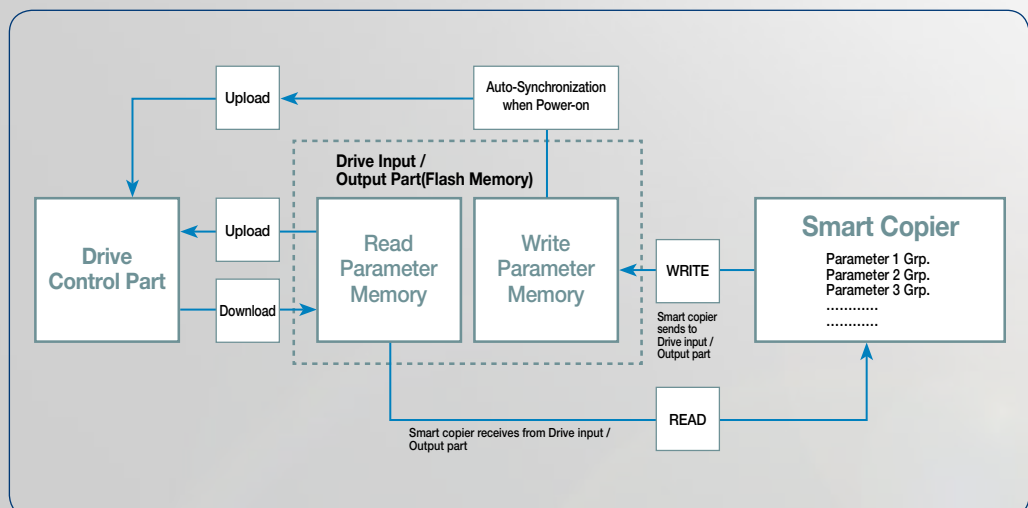 Upload
Auto-Synchronization
when Power-on
Drive Input /
Output Part(Flash Memory)
Drive
Control Part
Upload
Download
Read
Parameter
Memory
Write
Parameter
Memory
WRITE
Smart copier
sends to
Drive input /
Output part
Smart Copier
Parameter 1 Grp.
Parameter 2 Grp.
Parameter 3 Grp.
............
............
READ
Smart copier receives from Drive input /
Output part